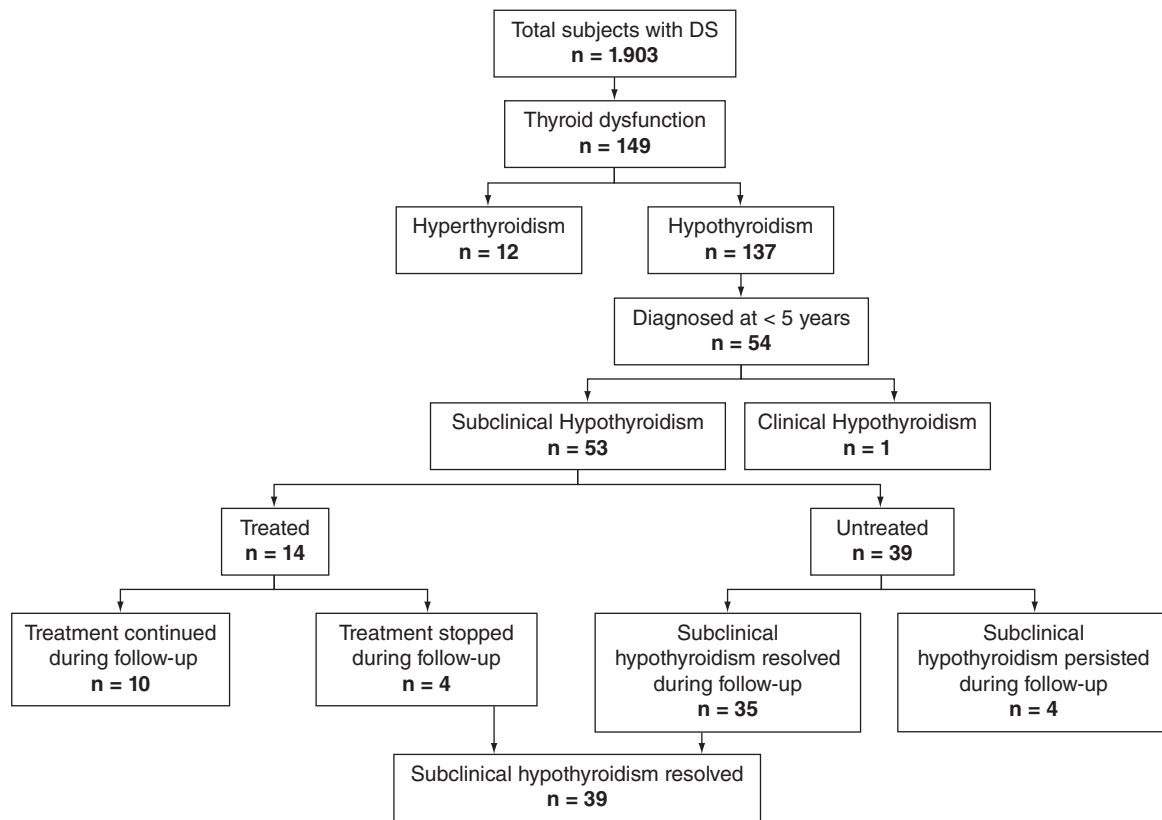 Total subjects with DS
n = 1.903
Thyroid dysfunction
n = 149
Hyperthyroidism
n = 12
Hypothyroidism
n = 137
Diagnosed at < 5 years
n = 54
Subclinical Hypothyroidism
n = 53
Clinical Hypothyroidism
n = 1
Treated
n = 14
Untreated
n = 39
Treatment continued
during follow-up
n = 10
Treatment stopped
during follow-up
n = 4
Subclinical
hypothyroidism resolved
during follow-up
n = 35
Subclinical
hypothyroidism persisted
during follow-up
n = 4
Subclinical hypothyroidism resolved
n = 39